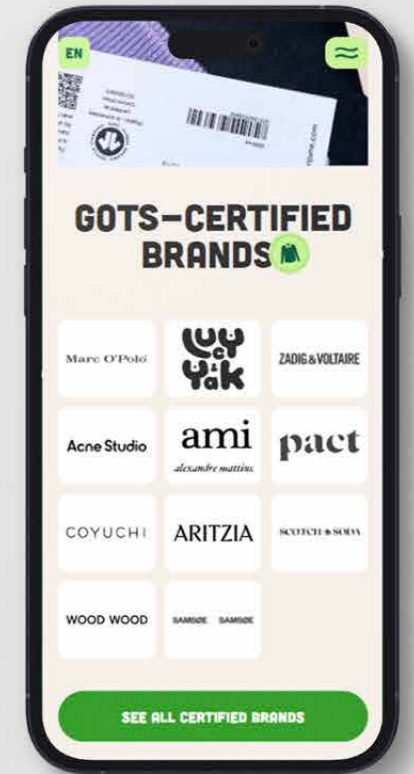 EN
GOTS–CERTIFIED
BRANDS
Marc O'Polo
LUCY
&
YAK
ZADIG&VOLTAIRE
Acne Studio
ami
alexandre mattiussi
pact
COYUCHI
ARITZIA
SCOTCH & SODA
WOOD WOOD
SAMSØE SAMSØE
SEE ALL CERTIFIED BRANDS